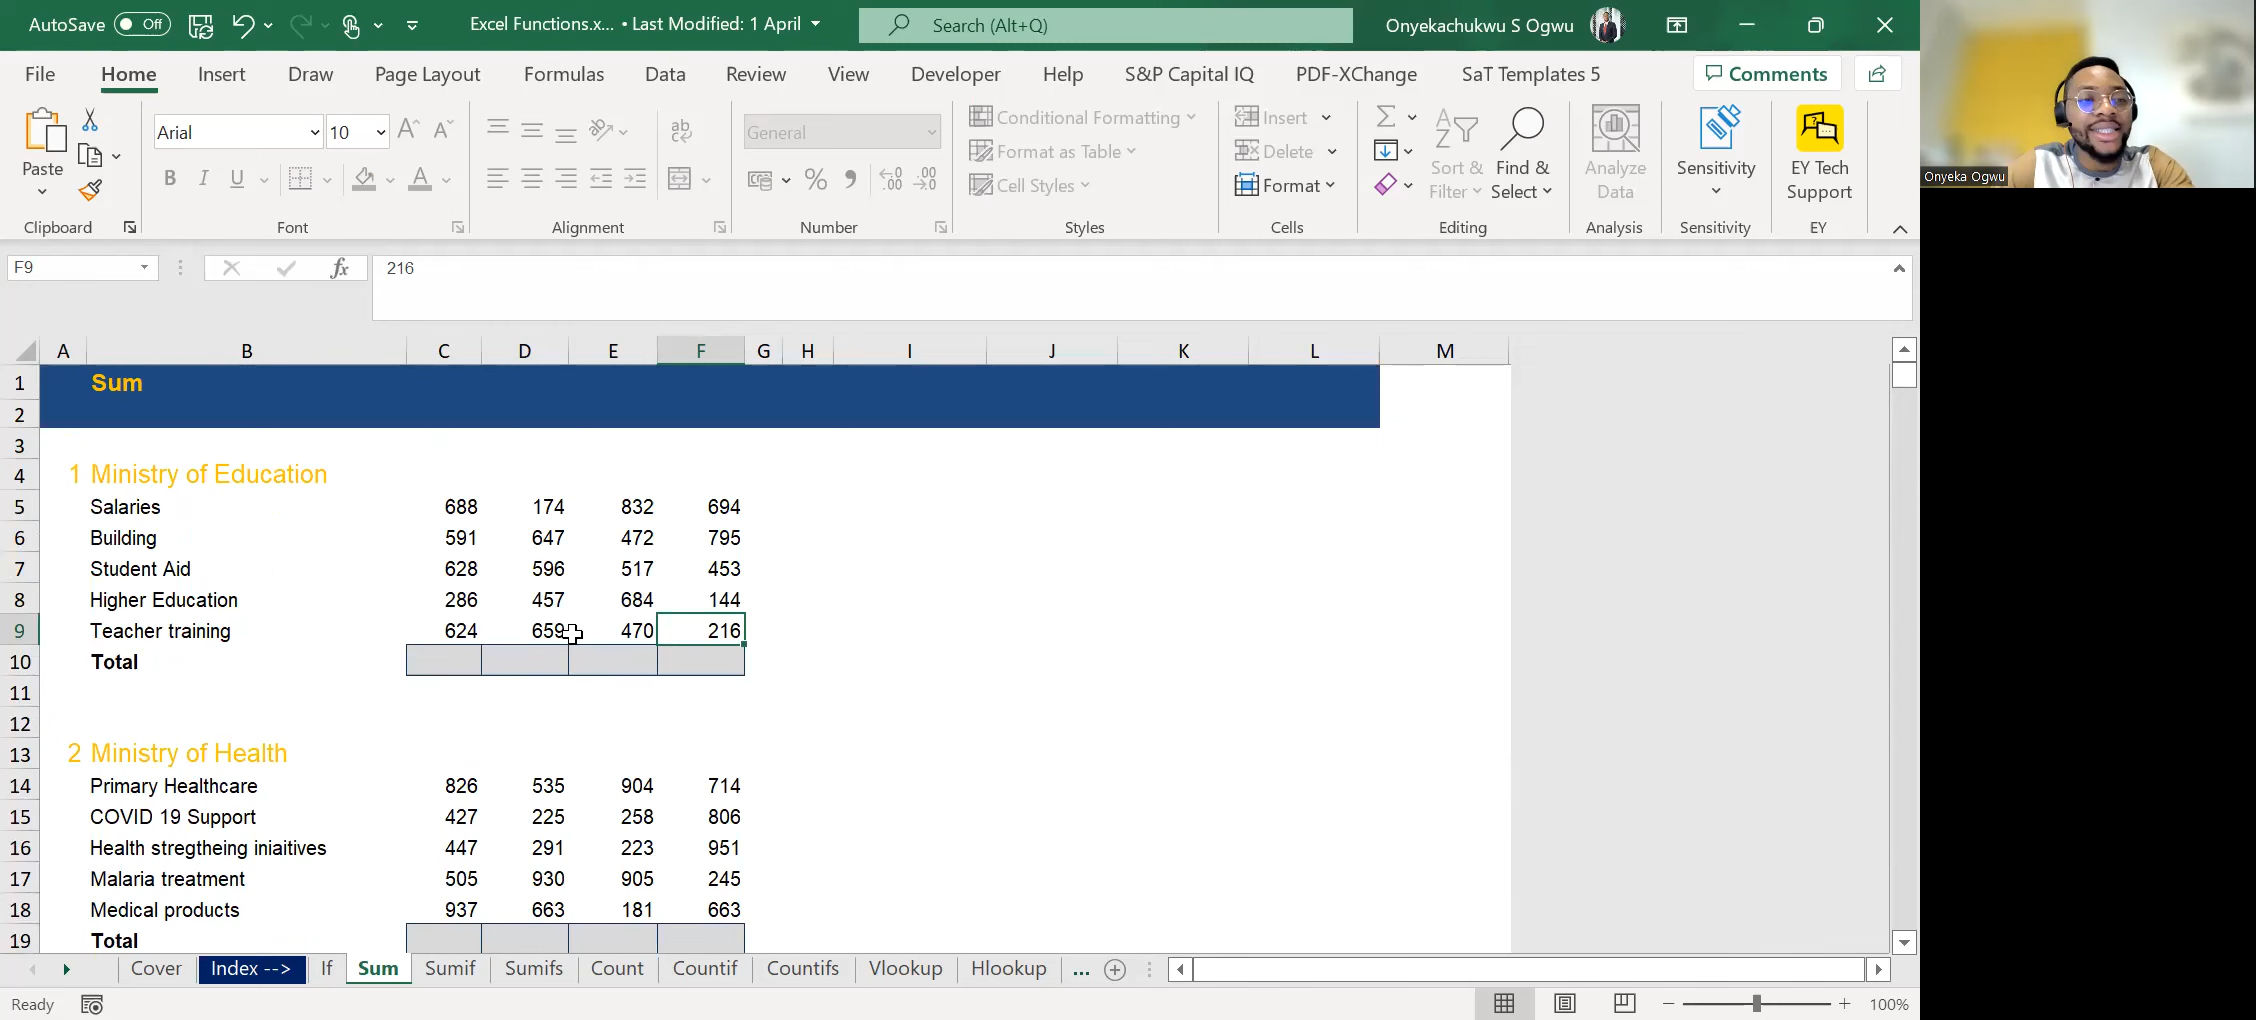 AutoSave Off Excel Functions.x... • Last Modified: 1 April Search (Alt+Q) Onyekachukwu S Ogwu
File Home Insert Draw Page Layout Formulas Data Review View Developer Help S&P Capital IQ PDF-XChange SaT Templates 5 Comments
Paste
Clipboard
Arial 10
B I U
Font
ab
Alignment
General
% ,
Number
Conditional Formatting
Format as Table
Cell Styles
Styles
Insert
Delete
Format
Cells
Sort & Filter
Find & Select
Editing
Analyze Data
Analysis
Sensitivity
Sensitivity
EY Tech Support
EY
Onyeka Ogwu
F9 fx 216
A B C D E F G H I J K L M
1 Sum
2
3
4 1 Ministry of Education
5 Salaries 688 174 832 694
6 Building 591 647 472 795
7 Student Aid 628 596 517 453
8 Higher Education 286 457 684 144
9 Teacher training 624 659 470 216
10 Total
11
12
13 2 Ministry of Health
14 Primary Healthcare 826 535 904 714
15 COVID 19 Support 427 225 258 806
16 Health stregtheing iniaitives 447 291 223 951
17 Malaria treatment 505 930 905 245
18 Medical products 937 663 181 663
19 Total
Cover Index --> If Sum Sumif Sumifs Count Countif Countifs Vlookup Hlookup ...
Ready 100%